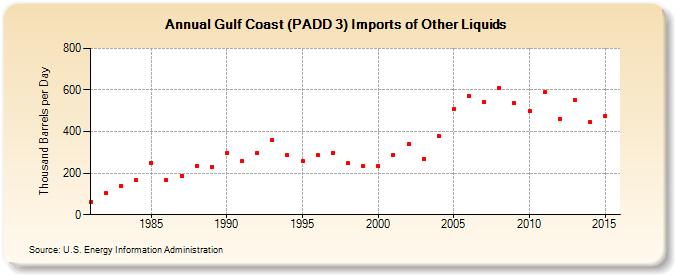 Annual Gulf Coast (PADD 3) Imports of Other Liquids
Thousand Barrels per Day
800
600
400
200
0
1985 1990 1995 2000 2005 2010 2015
Source: U.S. Energy Information Administration